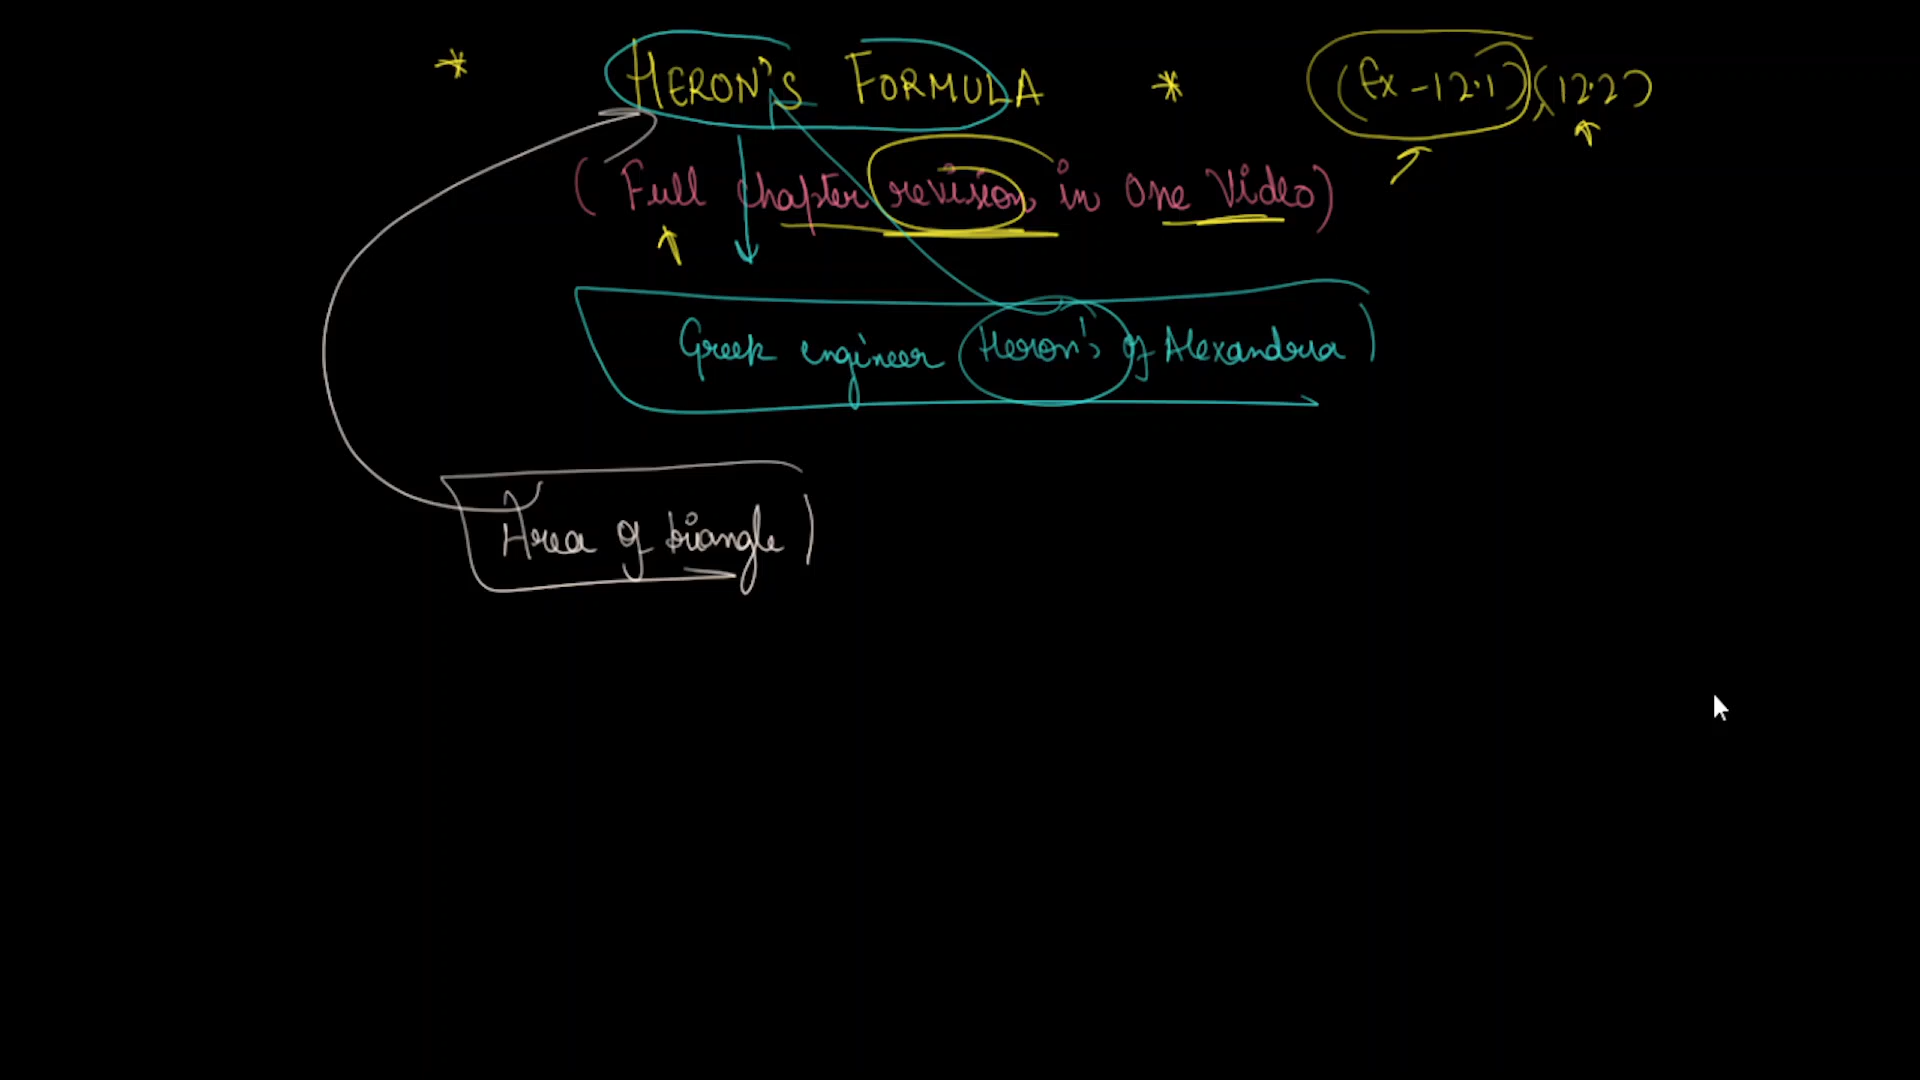 * HERON'S FORMULA * (Ex - 12.1) (12.2)
(Full chapter revision in One Video)
Greek engineer Heron's of Alexandria
Area of triangle